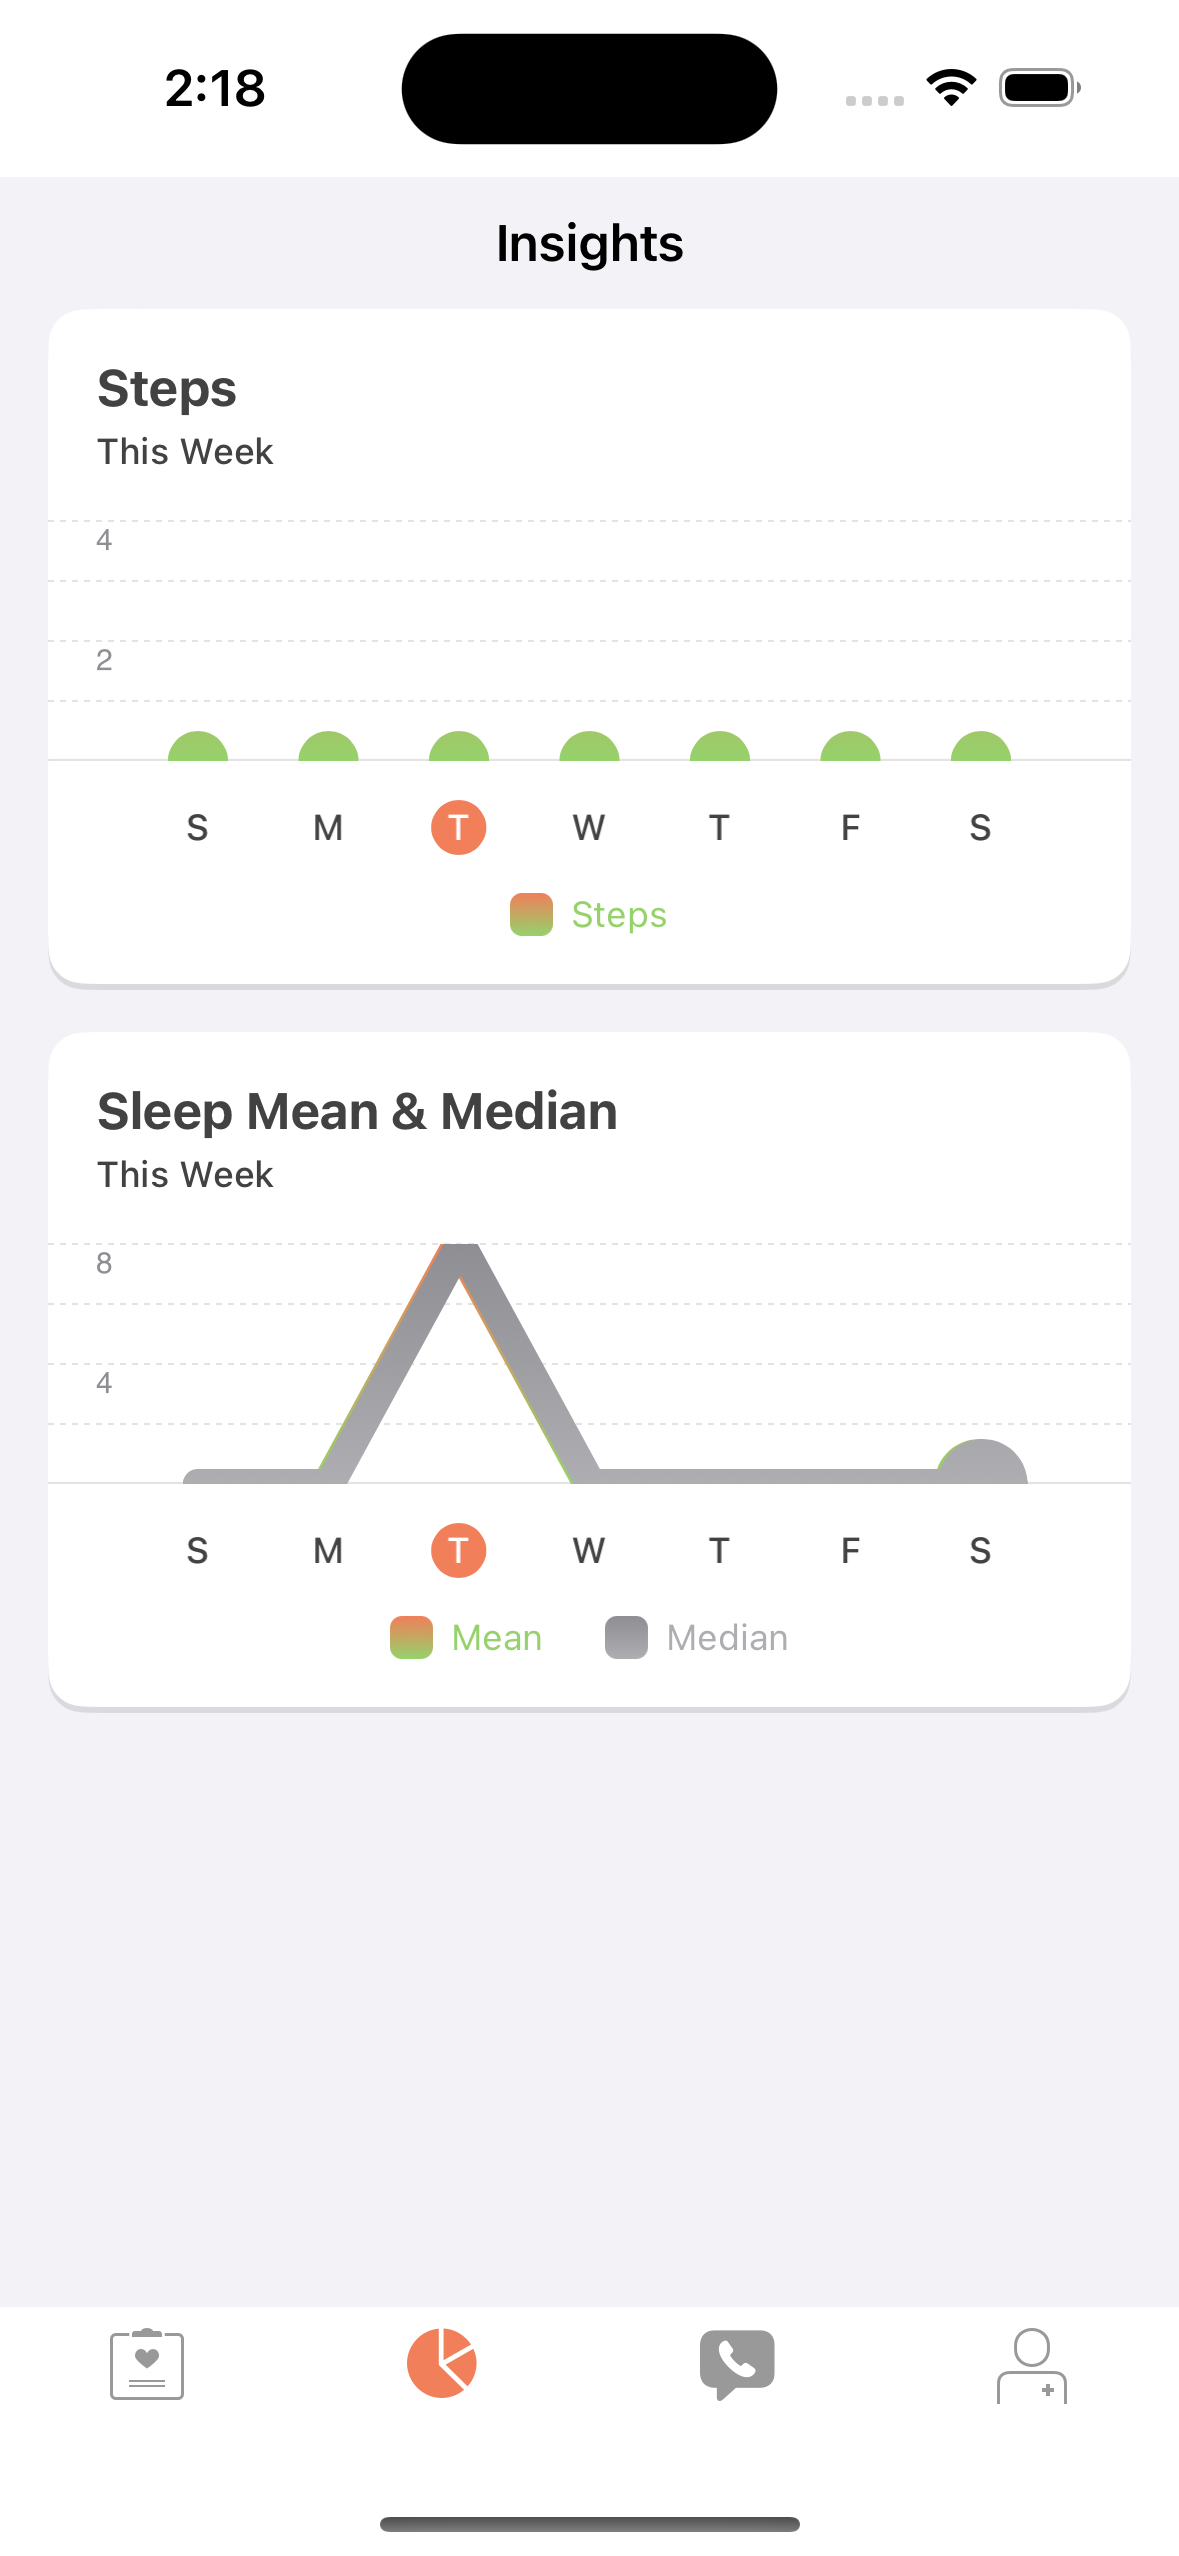 2:18
Insights
Steps
This Week
4
2
S M T W T F S
Steps
Sleep Mean & Median
This Week
8
4
S M T W T F S
Mean Median